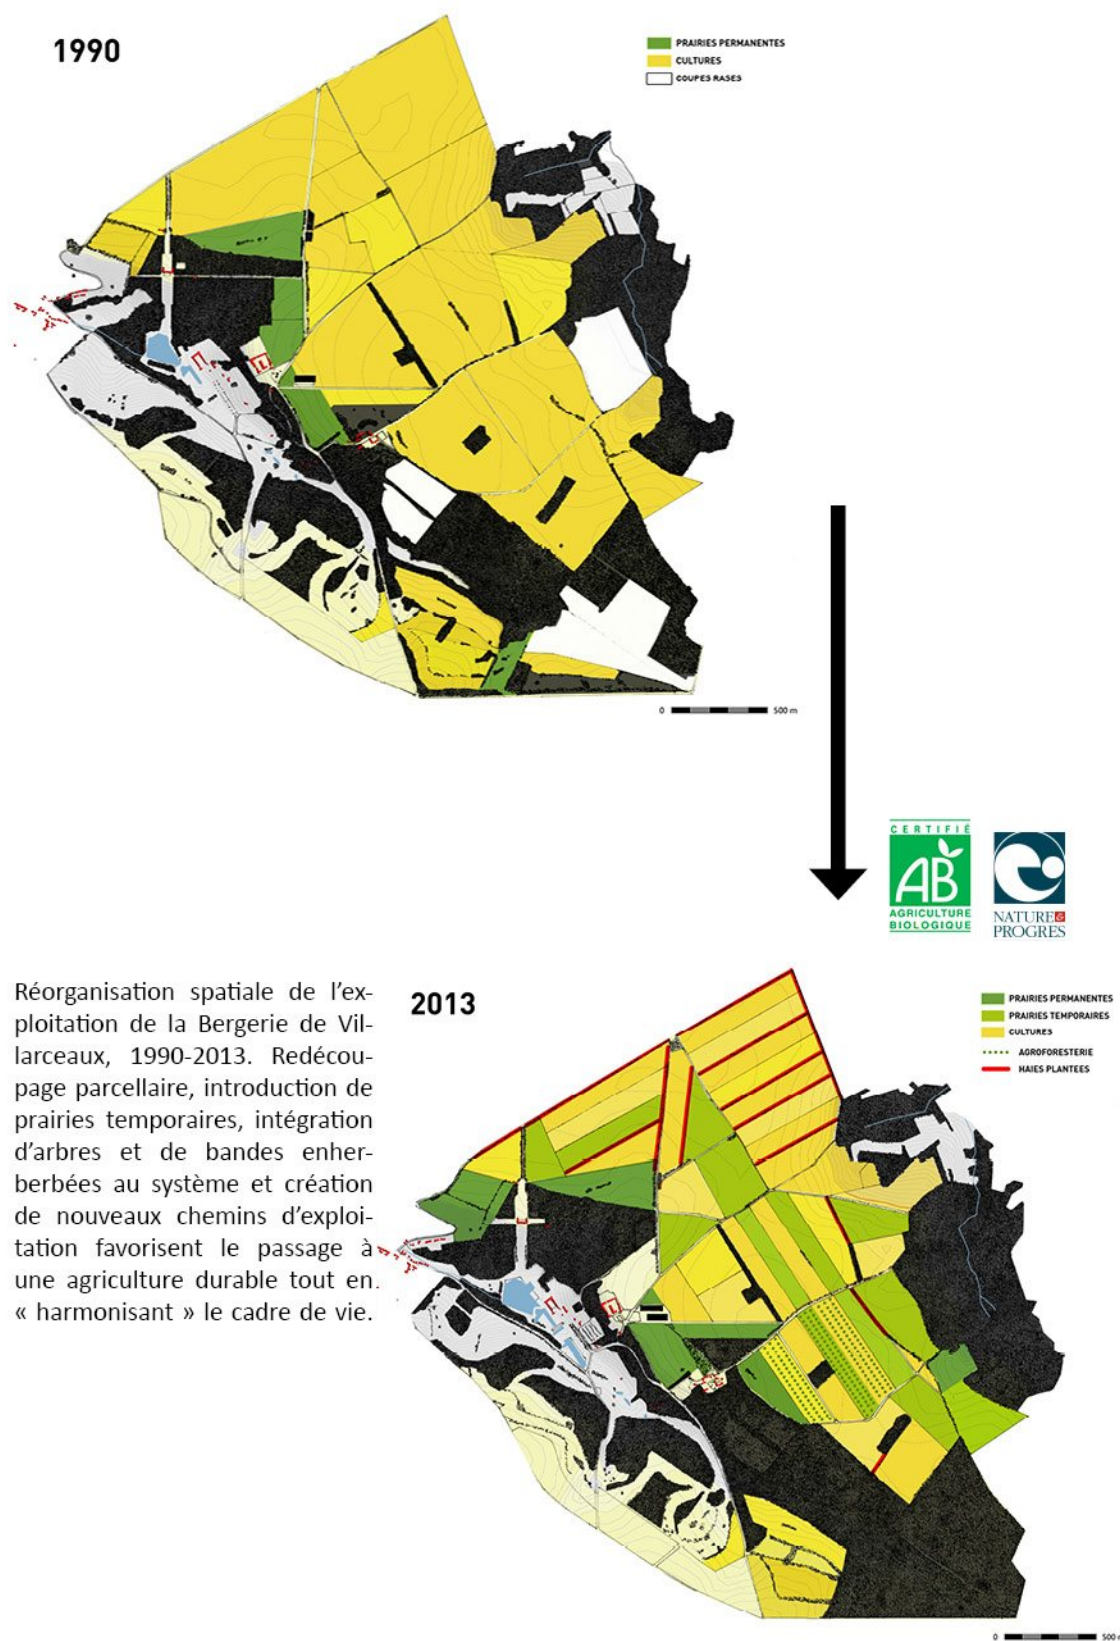 1990
PRAIRIES PERMANENTES
CULTURES
COUPES RASES
0 500 m
CERTIFIÉ
AB
AGRICULTURE
BIOLOGIQUE
NATURE&
PROGRES
Réorganisation spatiale de l'ex-
ploitation de la Bergerie de Vil-
larceaux, 1990-2013. Redécou-
page parcellaire, introduction de
prairies temporaires, intégration
d'arbres et de bandes enher-
berbées au système et création
de nouveaux chemins d'exploi-
tation favorisent le passage à
une agriculture durable tout en
« harmonisant » le cadre de vie.
2013
PRAIRIES PERMANENTES
PRAIRIES TEMPORAIRES
CULTURES
AGROFORESTERIE
HAIES PLANTEES
0 500 m